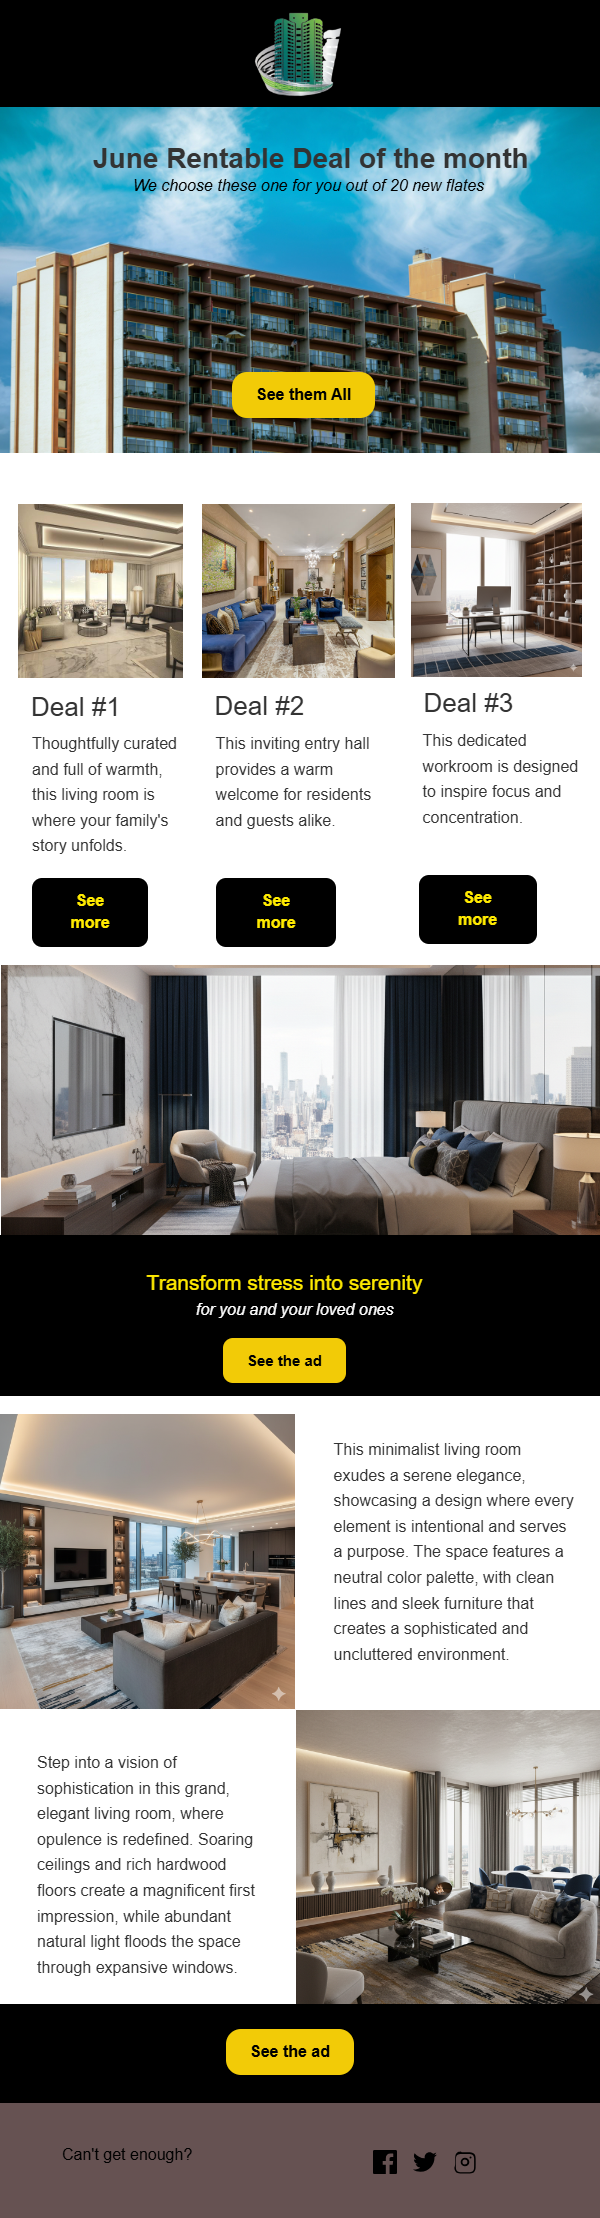 June Rentable Deal of the month
We choose these one for you out of 20 new flates
See them All
Deal #1
Thoughtfully curated
and full of warmth,
this living room is
where your family's
story unfolds.
See
more
Deal #2
This inviting entry hall
provides a warm
welcome for residents
and guests alike.
See
more
Deal #3
This dedicated
workroom is designed
to inspire focus and
concentration.
See
more
Transform stress into serenity
for you and your loved ones
See the ad
This minimalist living room
exudes a serene elegance,
showcasing a design where every
element is intentional and serves
a purpose. The space features a
neutral color palette, with clean
lines and sleek furniture that
creates a sophisticated and
uncluttered environment.
Step into a vision of
sophistication in this grand,
elegant living room, where
opulence is redefined. Soaring
ceilings and rich hardwood
floors create a magnificent first
impression, while abundant
natural light floods the space
through expansive windows.
See the ad
Can't get enough?